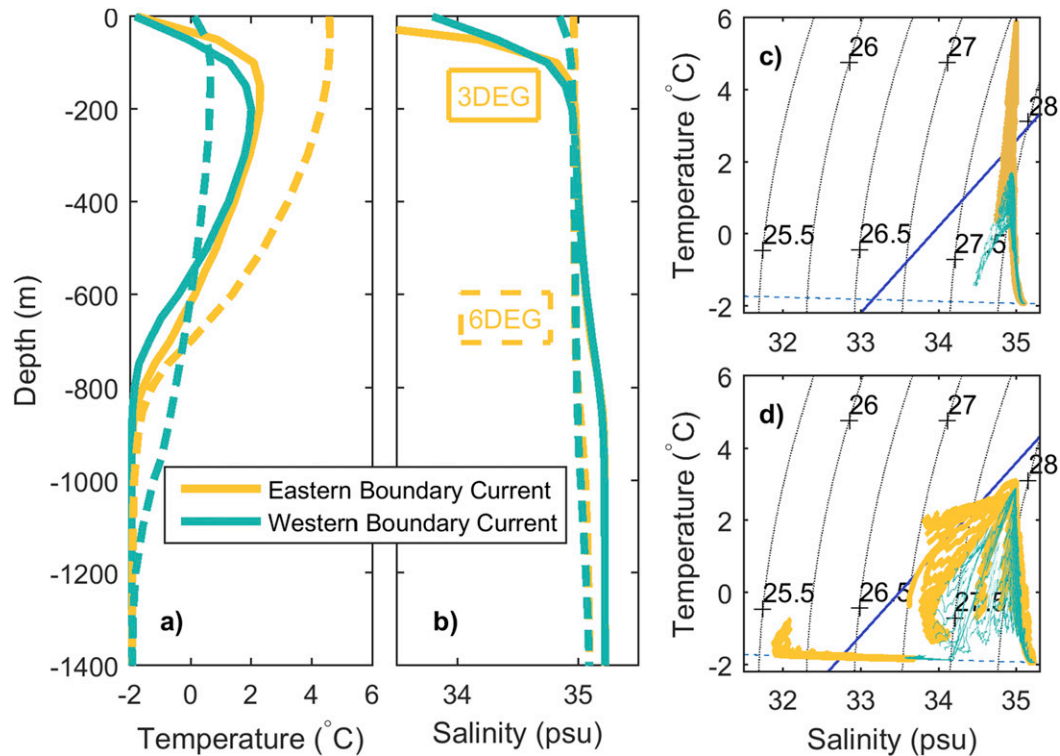 0
-200
-400
-600
-800
-1000
-1200
-1400
Depth (m)
-2 0 2 4 6
Temperature (°C)
a)
34 35
Salinity (psu)
b)
3DEG
6DEG
Eastern Boundary Current
Western Boundary Current
c)
26 27
28
25.5 26.5 27.5
6
4
2
0
-2
Temperature (°C)
32 33 34 35
d)
26 27
28
25.5 26.5 27.5
6
4
2
0
-2
Temperature (°C)
32 33 34 35
Salinity (psu)